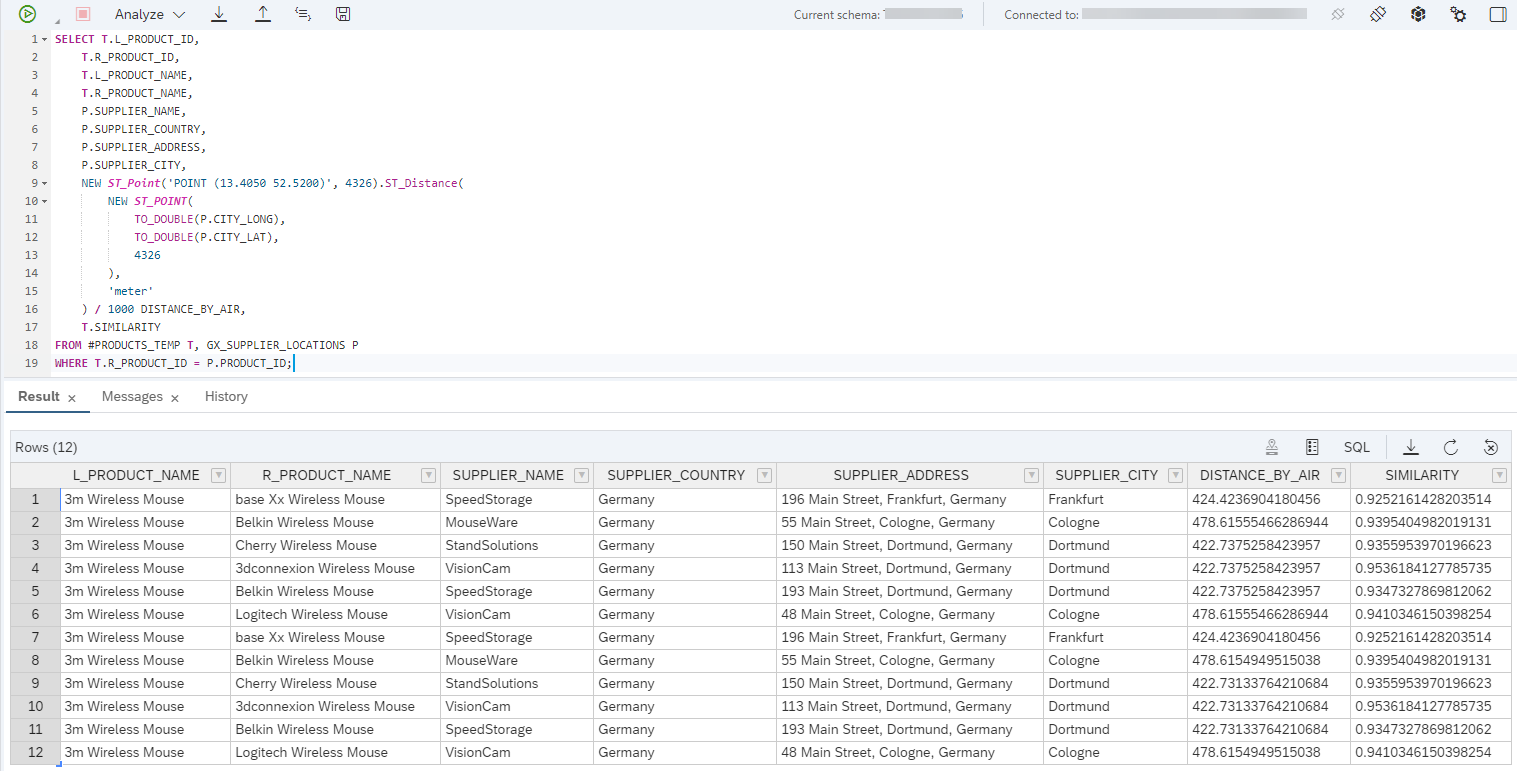 Analyze
Current schema:
Connected to:
1 SELECT T.L_PRODUCT_ID,
2 T.R_PRODUCT_ID,
3 T.L_PRODUCT_NAME,
4 T.R_PRODUCT_NAME,
5 P.SUPPLIER_NAME,
6 P.SUPPLIER_COUNTRY,
7 P.SUPPLIER_ADDRESS,
8 P.SUPPLIER_CITY,
9 NEW ST_Point('POINT (13.4050 52.5200)', 4326).ST_Distance(
10 NEW ST_POINT(
11 TO_DOUBLE(P.CITY_LONG),
12 TO_DOUBLE(P.CITY_LAT),
13 4326
14 ),
15 'meter'
16 ) / 1000 DISTANCE_BY_AIR,
17 T.SIMILARITY
18 FROM #PRODUCTS_TEMP T, GX_SUPPLIER_LOCATIONS P
19 WHERE T.R_PRODUCT_ID = P.PRODUCT_ID;
Result × Messages × History
Rows (12) SQL
L_PRODUCT_NAME R_PRODUCT_NAME SUPPLIER_NAME SUPPLIER_COUNTRY SUPPLIER_ADDRESS SUPPLIER_CITY DISTANCE_BY_AIR SIMILARITY
1 3m Wireless Mouse base Xx Wireless Mouse SpeedStorage Germany 196 Main Street, Frankfurt, Germany Frankfurt 424.4236904180456 0.9252161428203514
2 3m Wireless Mouse Belkin Wireless Mouse MouseWare Germany 55 Main Street, Cologne, Germany Cologne 478.61555466286944 0.9395404982019131
3 3m Wireless Mouse Cherry Wireless Mouse StandSolutions Germany 150 Main Street, Dortmund, Germany Dortmund 422.7375258423957 0.9355953970196623
4 3m Wireless Mouse 3dconnexion Wireless Mouse VisionCam Germany 113 Main Street, Dortmund, Germany Dortmund 422.7375258423957 0.9536184127785735
5 3m Wireless Mouse Belkin Wireless Mouse SpeedStorage Germany 193 Main Street, Dortmund, Germany Dortmund 422.7375258423957 0.9347327869812062
6 3m Wireless Mouse Logitech Wireless Mouse VisionCam Germany 48 Main Street, Cologne, Germany Cologne 478.61555466286944 0.9410346150398254
7 3m Wireless Mouse base Xx Wireless Mouse SpeedStorage Germany 196 Main Street, Frankfurt, Germany Frankfurt 424.4236904180456 0.9252161428203514
8 3m Wireless Mouse Belkin Wireless Mouse MouseWare Germany 55 Main Street, Cologne, Germany Cologne 478.6154949515038 0.9395404982019131
9 3m Wireless Mouse Cherry Wireless Mouse StandSolutions Germany 150 Main Street, Dortmund, Germany Dortmund 422.73133764210684 0.9355953970196623
10 3m Wireless Mouse 3dconnexion Wireless Mouse VisionCam Germany 113 Main Street, Dortmund, Germany Dortmund 422.73133764210684 0.9536184127785735
11 3m Wireless Mouse Belkin Wireless Mouse SpeedStorage Germany 193 Main Street, Dortmund, Germany Dortmund 422.73133764210684 0.9347327869812062
12 3m Wireless Mouse Logitech Wireless Mouse VisionCam Germany 48 Main Street, Cologne, Germany Cologne 478.6154949515038 0.9410346150398254